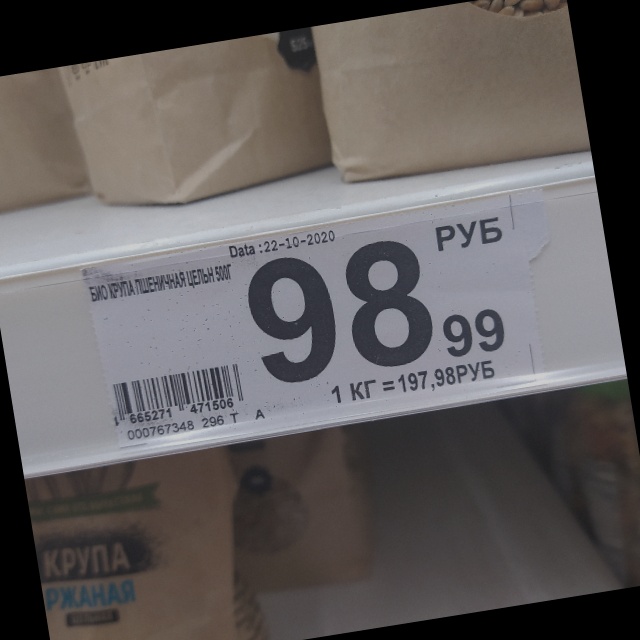 Data :22-10-2020
БИО КРУПА ПШЕНИЧНАЯ ЦЕЛЬН 500Г
98 99 РУБ
1 КГ =197,98РУБ
4 665271 471506
000767348 296 Т А
КРУПА
РЖАНАЯ